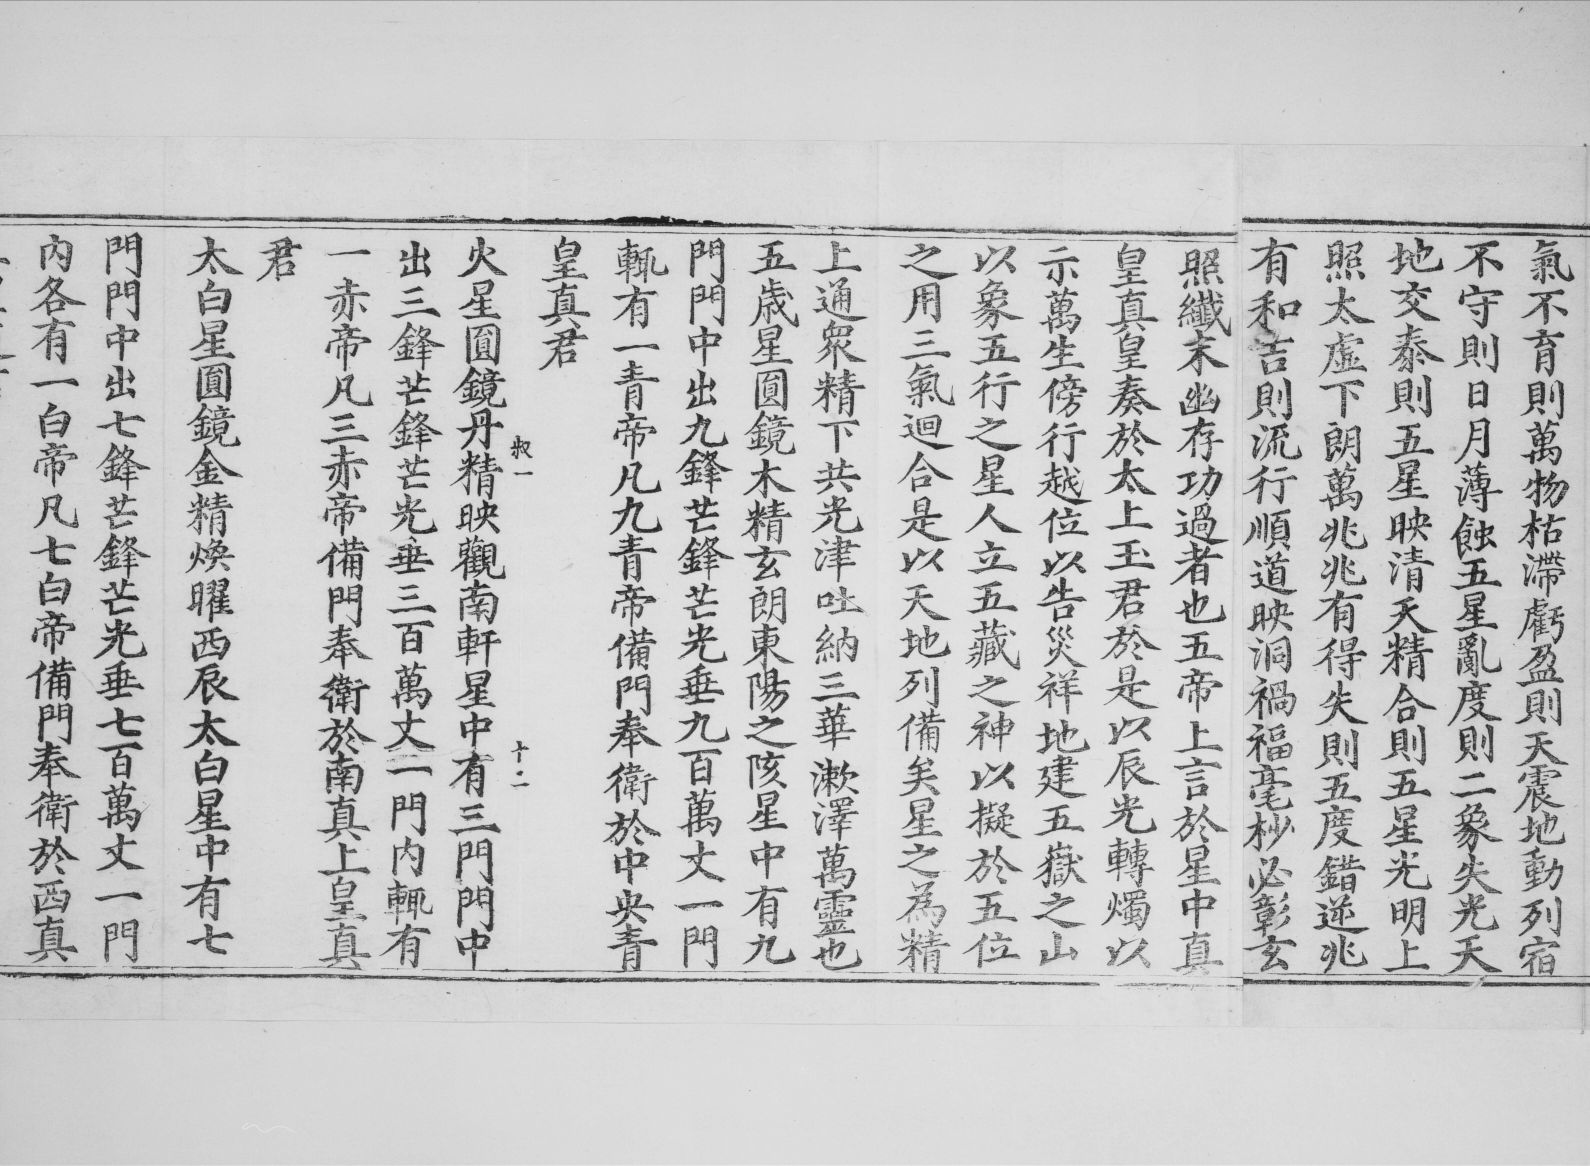 氣不育則萬物枯滯虧盈則天震地動列宿
不守則日月薄蝕五星亂度則二象失光天
地交泰則五星映清天精合則五星光明上
照太虛下朗萬兆兆有得失則五度錯逆兆
有和吉則流行順道映洞禍福毫杪必彰玄
照纖末幽存功過者也五帝上言於星中真
皇真皇奏於太上玉君於是以辰光轉燭以
示萬生傍行越位以告災祥地建五嶽之山
以象五行之星人立五藏之神以擬於五位
之用三氣迴合是以天地列備矣星之為精
上通衆精下共光津吐納三華漱澤萬靈也
五歲星圓鏡木精玄朗東陽之陔星中有九
門門中出九鋒芒鋒芒光垂九百萬丈一門
輒有一青帝凡九青帝備門奉衛於中央青
皇真君
叔一 十二
火星圓鏡丹精映觀南軒星中有三門門中
出三鋒芒鋒芒光垂三百萬丈一門內輒有
一赤帝凡三赤帝備門奉衛於南真上皇真
君
太白星圓鏡金精煥曜西辰太白星中有七
門門中出七鋒芒鋒芒光垂七百萬丈一門
內各有一白帝凡七白帝備門奉衛於西真